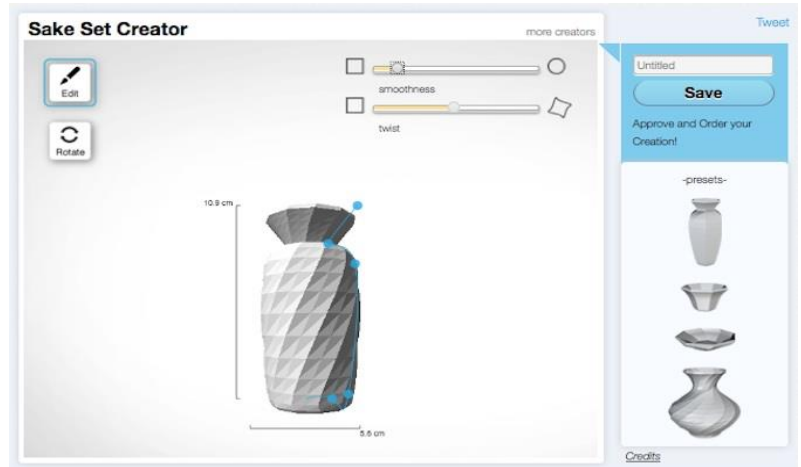 Sake Set Creator
more creators
Tweet
Edit
Rotate
smoothness
twist
Untitled
Save
Approve and Order your
Creation!
-presets-
10.9 cm
5.6 cm
Credits